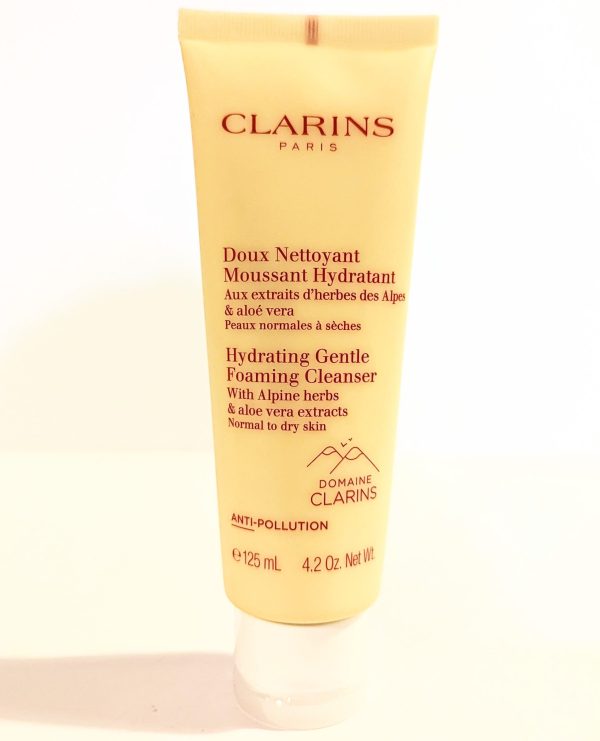 CLARINS
PARIS
Doux Nettoyant
Moussant Hydratant
Aux extraits d'herbes des Alpes
& aloé vera
Peaux normales à sèches
Hydrating Gentle
Foaming Cleanser
With Alpine herbs
& aloe vera extracts
Normal to dry skin
DOMAINE
CLARINS
ANTI-POLLUTION
℮125 mL 4.2 Oz. Net Wt.